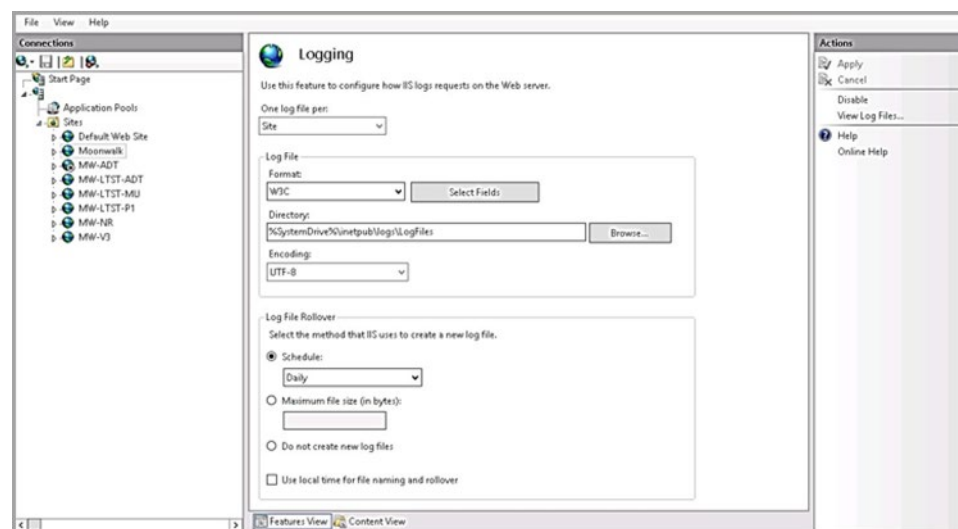 File View Help
Connections
Start Page
Application Pools
Sites
Default Web Site
Moonwalk
MW-ADT
MW-LTST-ADT
MW-LTST-MU
MW-LTST-P1
MW-NR
MW-V3
Logging
Use this feature to configure how IIS logs requests on the Web server.
One log file per:
Site
Log File
Format:
W3C
Select Fields
Directory:
%SystemDrive%\inetpub\logs\LogFiles
Browse...
Encoding:
UTF-8
Log File Rollover
Select the method that IIS uses to create a new log file.
Schedule:
Daily
Maximum file size (in bytes):
Do not create new log files
Use local time for file naming and rollover
Features View Content View
Actions
Apply
Cancel
Disable
View Log Files...
Help
Online Help